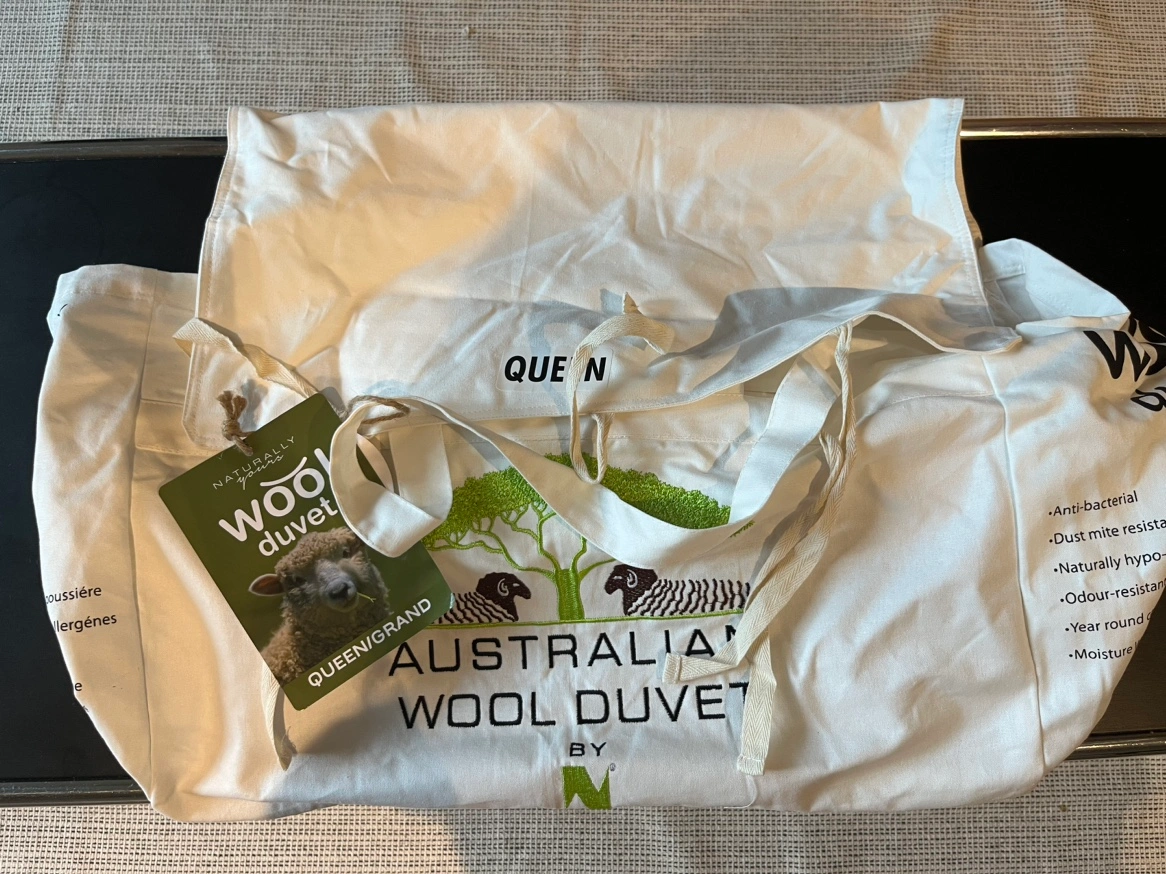 QUEEN
NATURALLY
yours
wool
duvet
QUEEN/GRAND
AUSTRALIAN
WOOL DUVET
BY
N
®
•Anti-bacterial
•Dust mite resista
•Naturally hypo-
•Odour-resistan
•Year round
•Moisture
oussiére
llergénes
e